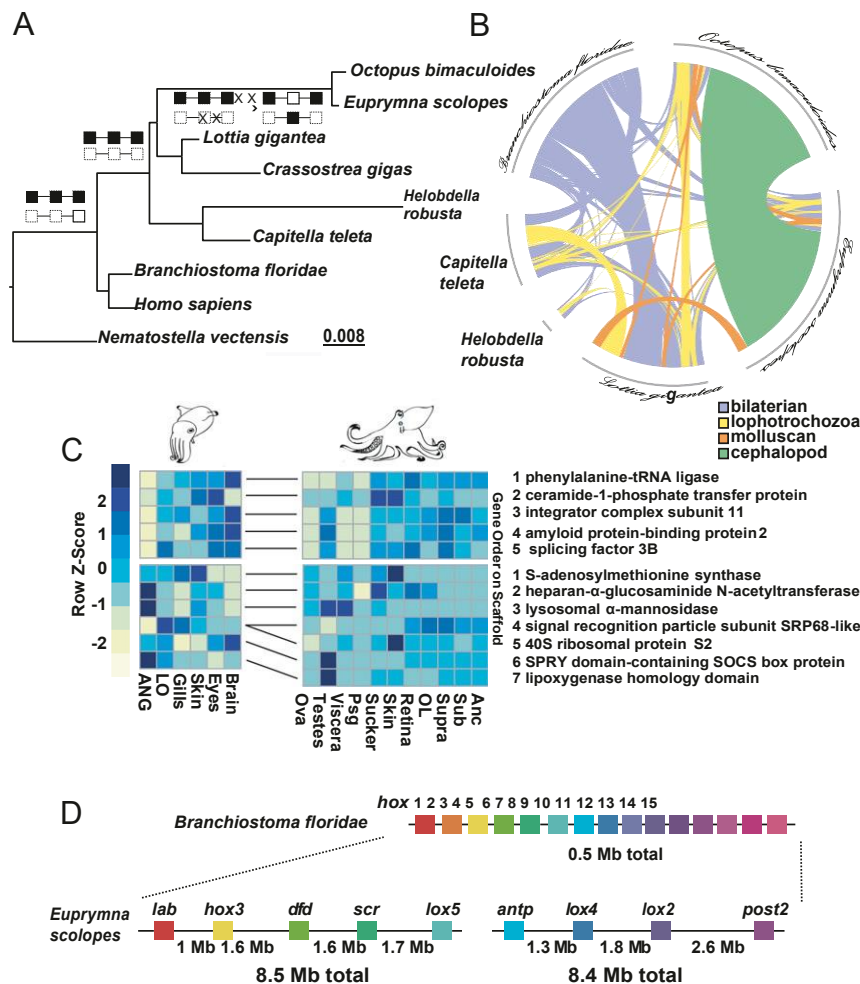 A
Octopus bimaculoides
Euprymna scolopes
Lottia gigantea
Crassostrea gigas
Helobdella
robusta
Capitella teleta
Branchiostoma floridae
Homo sapiens
Nematostella vectensis
0.008
B
Branchiostoma floridae
Octopus bimaculoides
Capitella
teleta
Helobdella
robusta
Lottia gigantea
Euprymna scolopes
bilaterian
lophotrochozoa
molluscan
cephalopod
C
Row Z-Score
2
1
0
-1
-2
ANG
LO
Gills
Skin
Eyes
Brain
Ova
Testes
Viscera
Psg
Sucker
Skin
Retina
OL
Supra
Sub
Anc
Gene Order on Scaffold
1 phenylalanine-tRNA ligase
2 ceramide-1-phosphate transfer protein
3 integrator complex subunit 11
4 amyloid protein-binding protein 2
5 splicing factor 3B
1 S-adenosylmethionine synthase
2 heparan-α-glucosaminide N-acetyltransferase
3 lysosomal α-mannosidase
4 signal recognition particle subunit SRP68-like
5 40S ribosomal protein S2
6 SPRY domain-containing SOCS box protein
7 lipoxygenase homology domain
D
hox 1 2 3 4 5 6 7 8 9 10 11 12 13 14 15
Branchiostoma floridae
0.5 Mb total
Euprymna
scolopes
lab hox3 dfd scr lox5 antp lox4 lox2 post2
1 Mb 1.6 Mb 1.6 Mb 1.7 Mb 1.3 Mb 1.8 Mb 2.6 Mb
8.5 Mb total 8.4 Mb total